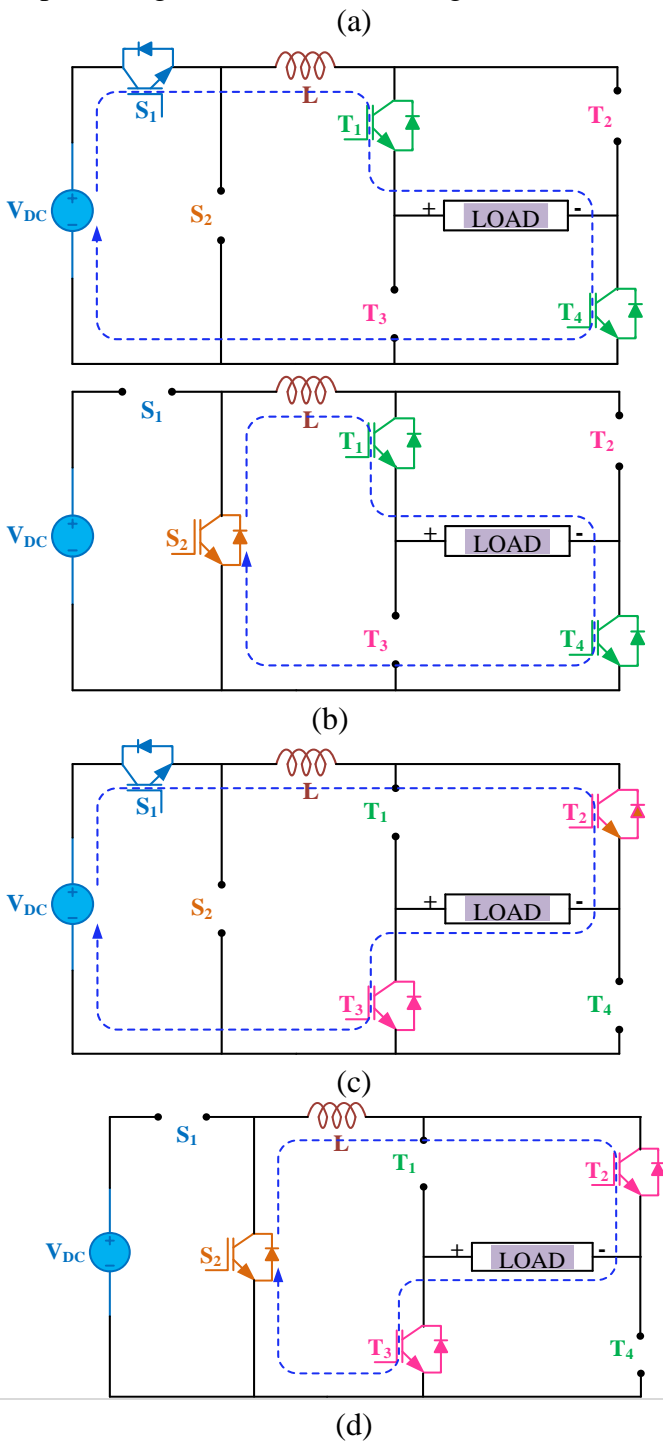 (a)
S1
L
T1
T2
VDC
+
-
S2
+ LOAD -
T3
T4
S1
L
T1
T2
VDC
+
-
S2
+ LOAD -
T3
T4
(b)
S1
L
T1
T2
VDC
+
-
S2
+ LOAD -
T3
T4
(c)
S1
L
T1
T2
VDC
+
-
S2
+ LOAD -
T3
T4
(d)